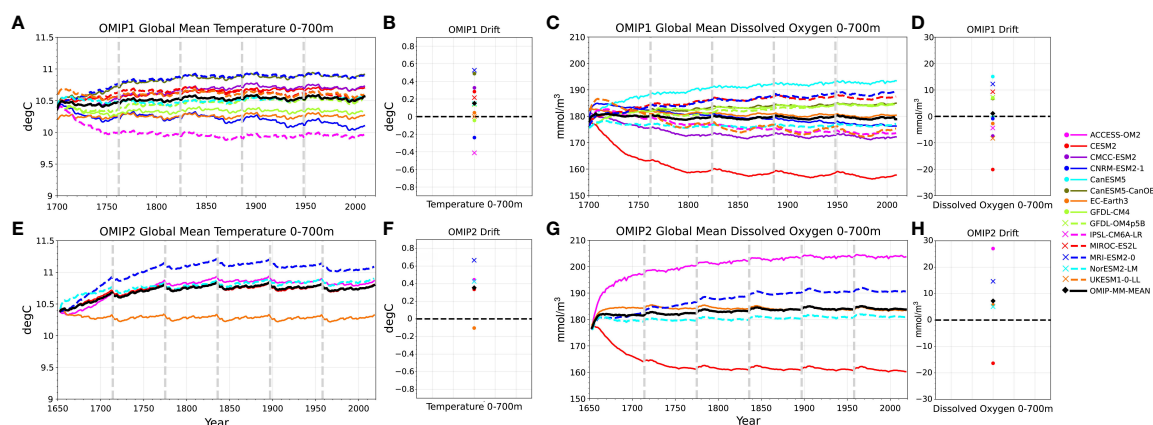 A
OMIP1 Global Mean Temperature 0-700m
11.5
11
10.5
10
9.5
9
degC
1700 1750 1800 1850 1900 1950 2000
B
OMIP1 Drift
0.8
0.6
0.4
0.2
0
−0.2
−0.4
−0.6
−0.8
degC
Temperature 0-700m
C
OMIP1 Global Mean Dissolved Oxygen 0-700m
210
200
190
180
170
160
150
mmol/m³
1700 1750 1800 1850 1900 1950 2000
D
OMIP1 Drift
30
20
10
0
−10
−20
−30
mmol/m³
Dissolved Oxygen 0-700m
E
OMIP2 Global Mean Temperature 0-700m
11.5
11
10.5
10
9.5
9
degC
1650 1700 1750 1800 1850 1900 1950 2000
Year
F
OMIP2 Drift
0.8
0.6
0.4
0.2
0
−0.2
−0.4
−0.6
−0.8
degC
Temperature 0-700m
G
OMIP2 Global Mean Dissolved Oxygen 0-700m
210
200
190
180
170
160
150
mmol/m³
1650 1700 1750 1800 1850 1900 1950 2000
Year
H
OMIP2 Drift
30
20
10
0
−10
−20
−30
mmol/m³
Dissolved Oxygen 0-700m
ACCESS-OM2
CESM2
CMCC-ESM2
CNRM-ESM2-1
CanESM5
CanESM5-CanOE
EC-Earth3
GFDL-CM4
GFDL-OM4p5B
IPSL-CM6A-LR
MIROC-ES2L
MRI-ESM2-0
NorESM2-LM
UKESM1-0-LL
OMIP-MM-MEAN